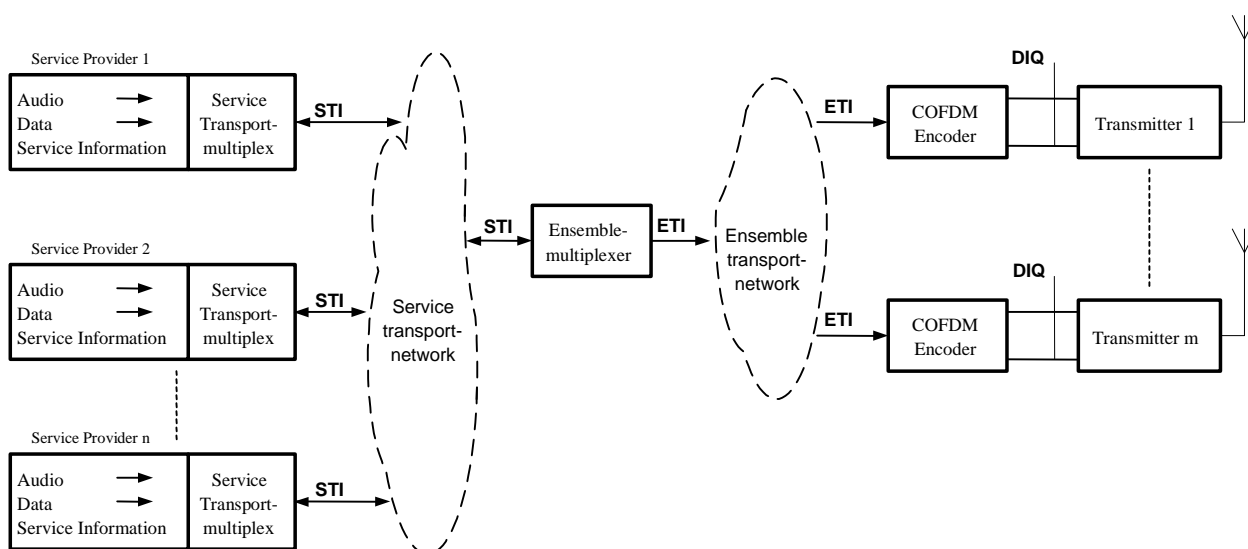 Service Provider 1
Audio
Data
Service Information
Service
Transport-
multiplex
STI
Service Provider 2
Audio
Data
Service Information
Service
Transport-
multiplex
STI
Service Provider n
Audio
Data
Service Information
Service
Transport-
multiplex
STI
Service
transport-
network
STI
Ensemble-
multiplexer
ETI
Ensemble
transport-
network
ETI
COFDM
Encoder
DIQ
Transmitter 1
ETI
COFDM
Encoder
DIQ
Transmitter m